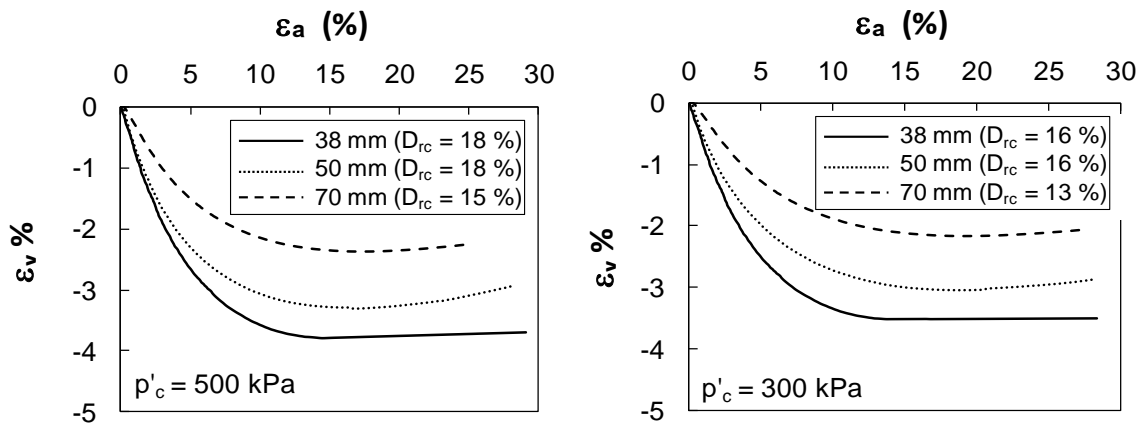 εa (%)
0 5 10 15 20 25 30
0
-1
-2
-3
-4
-5
εv %
38 mm (Drc = 18 %)
50 mm (Drc = 18 %)
70 mm (Drc = 15 %)
p'c = 500 kPa
εa (%)
0 5 10 15 20 25 30
0
-1
-2
-3
-4
-5
εv %
38 mm (Drc = 16 %)
50 mm (Drc = 16 %)
70 mm (Drc = 13 %)
p'c = 300 kPa